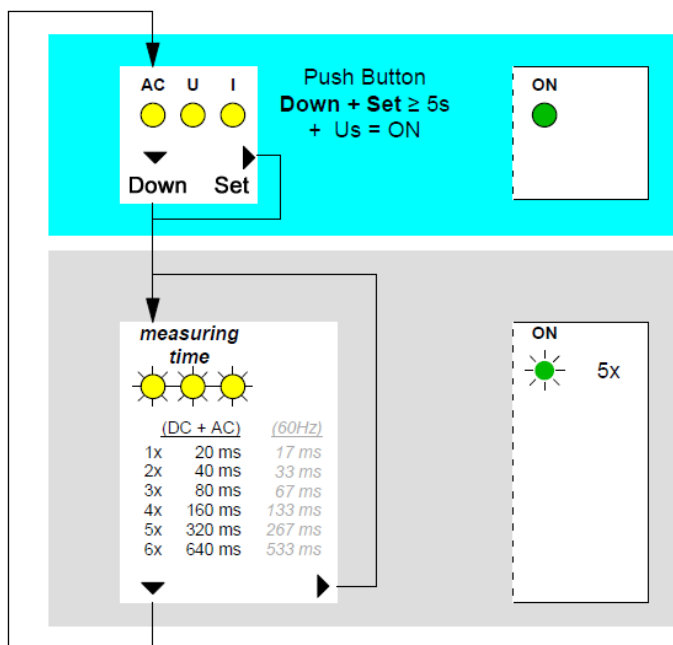 AC U I
Push Button
Down + Set ≥ 5s
+ Us = ON
ON
Down Set
measuring
time
ON
5x
(DC + AC) (60Hz)
1x 20 ms 17 ms
2x 40 ms 33 ms
3x 80 ms 67 ms
4x 160 ms 133 ms
5x 320 ms 267 ms
6x 640 ms 533 ms